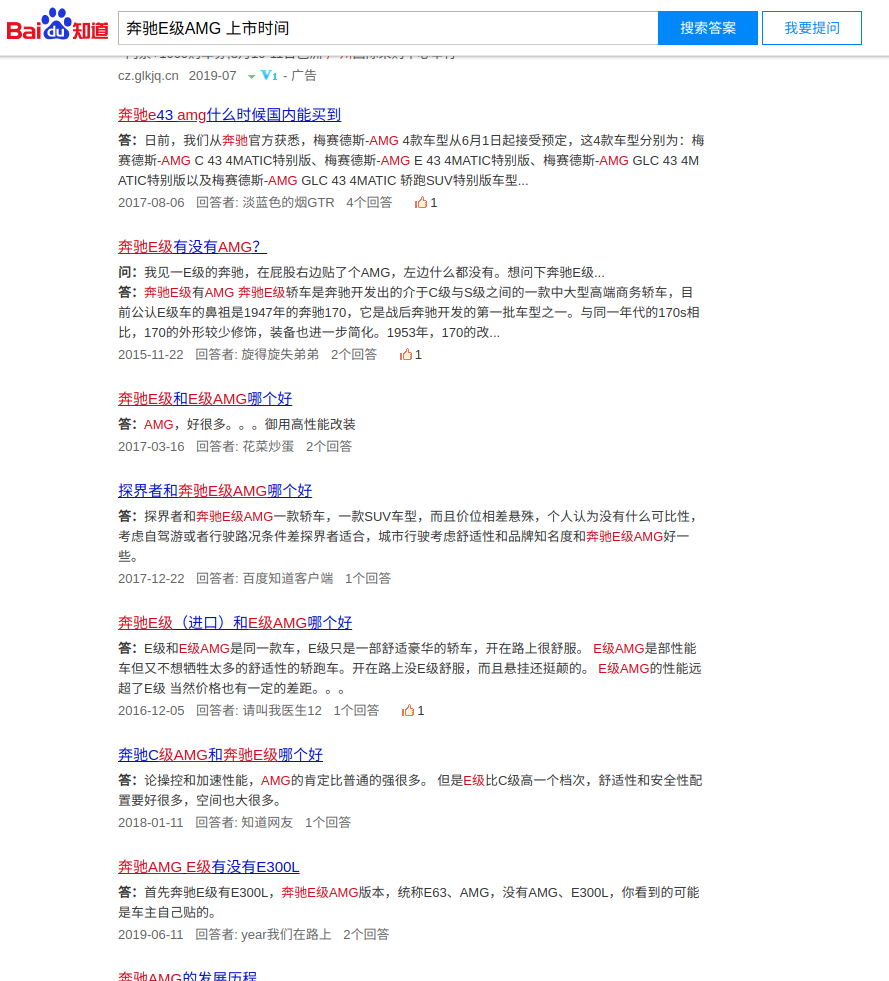 Bai du 知道
奔驰E级AMG 上市时间
搜索答案
我要提问
cz.glkjq.cn 2019-07 V1 - 广告
奔驰e43 amg什么时候国内能买到
答：日前，我们从奔驰官方获悉，梅赛德斯-AMG 4款车型从6月1日起接受预定，这4款车型分别为：梅
赛德斯-AMG C 43 4MATIC特别版、梅赛德斯-AMG E 43 4MATIC特别版、梅赛德斯-AMG GLC 43 4M
ATIC特别版以及梅赛德斯-AMG GLC 43 4MATIC 轿跑SUV特别版车型...
2017-08-06 回答者: 淡蓝色的烟GTR 4个回答 1
奔驰E级有没有AMG？
问：我见一E级的奔驰，在屁股右边贴了个AMG，左边什么都没有。想问下奔驰E级...
答：奔驰E级有AMG 奔驰E级轿车是奔驰开发出的介于C级与S级之间的一款中大型高端商务轿车，目
前公认E级车的鼻祖是1947年的奔驰170，它是战后奔驰开发的第一批车型之一。与同一年代的170s相
比，170的外形较少修饰，装备也进一步简化。1953年，170的改...
2015-11-22 回答者: 旋得旋失弟弟 2个回答 1
奔驰E级和E级AMG哪个好
答：AMG，好很多。。。御用高性能改装
2017-03-16 回答者: 花菜炒蛋 2个回答
探界者和奔驰E级AMG哪个好
答：探界者和奔驰E级AMG一款轿车，一款SUV车型，而且价位相差悬殊，个人认为没有什么可比性，
考虑自驾游或者行驶路况条件差探界者适合，城市行驶考虑舒适性和品牌知名度和奔驰E级AMG好一
些。
2017-12-22 回答者: 百度知道客户端 1个回答
奔驰E级（进口）和E级AMG哪个好
答：E级和E级AMG是同一款车，E级只是一部舒适豪华的轿车，开在路上很舒服。 E级AMG是部性能
车但又不想牺牲太多的舒适性的轿跑车。开在路上没E级舒服，而且悬挂还挺颠的。 E级AMG的性能远
超了E级 当然价格也有一定的差距。。。
2016-12-05 回答者: 请叫我医生12 1个回答 1
奔驰C级AMG和奔驰E级哪个好
答：论操控和加速性能，AMG的肯定比普通的强很多。 但是E级比C级高一个档次，舒适性和安全性配
置要好很多，空间也大很多。
2018-01-11 回答者: 知道网友 1个回答
奔驰AMG E级有没有E300L
答：首先奔驰E级有E300L，奔驰E级AMG版本，统称E63、AMG，没有AMG、E300L，你看到的可能
是车主自己贴的。
2019-06-11 回答者: year我们在路上 2个回答
奔驰AMG的发展历程